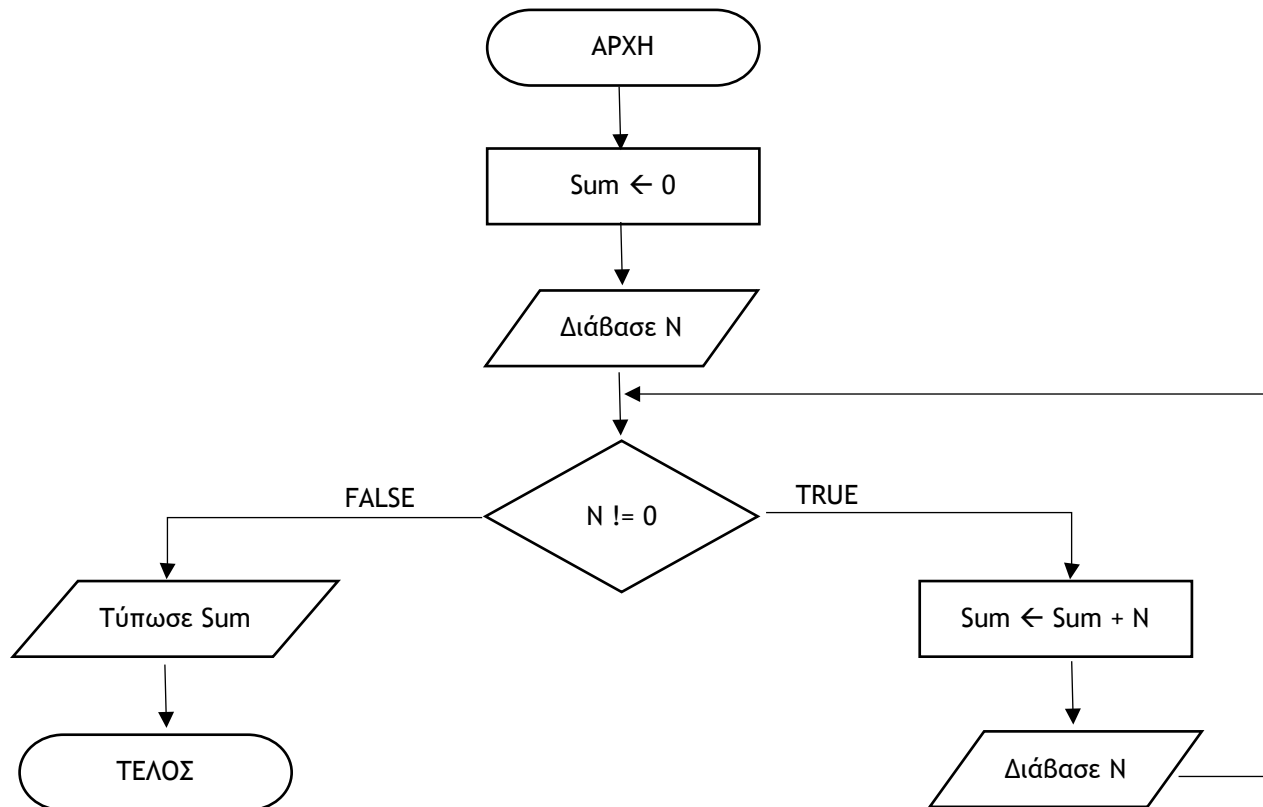 ΑΡΧΗ
Sum ← 0
Διάβασε N
N != 0
FALSE
TRUE
Τύπωσε Sum
Sum ← Sum + N
ΤΕΛΟΣ
Διάβασε N